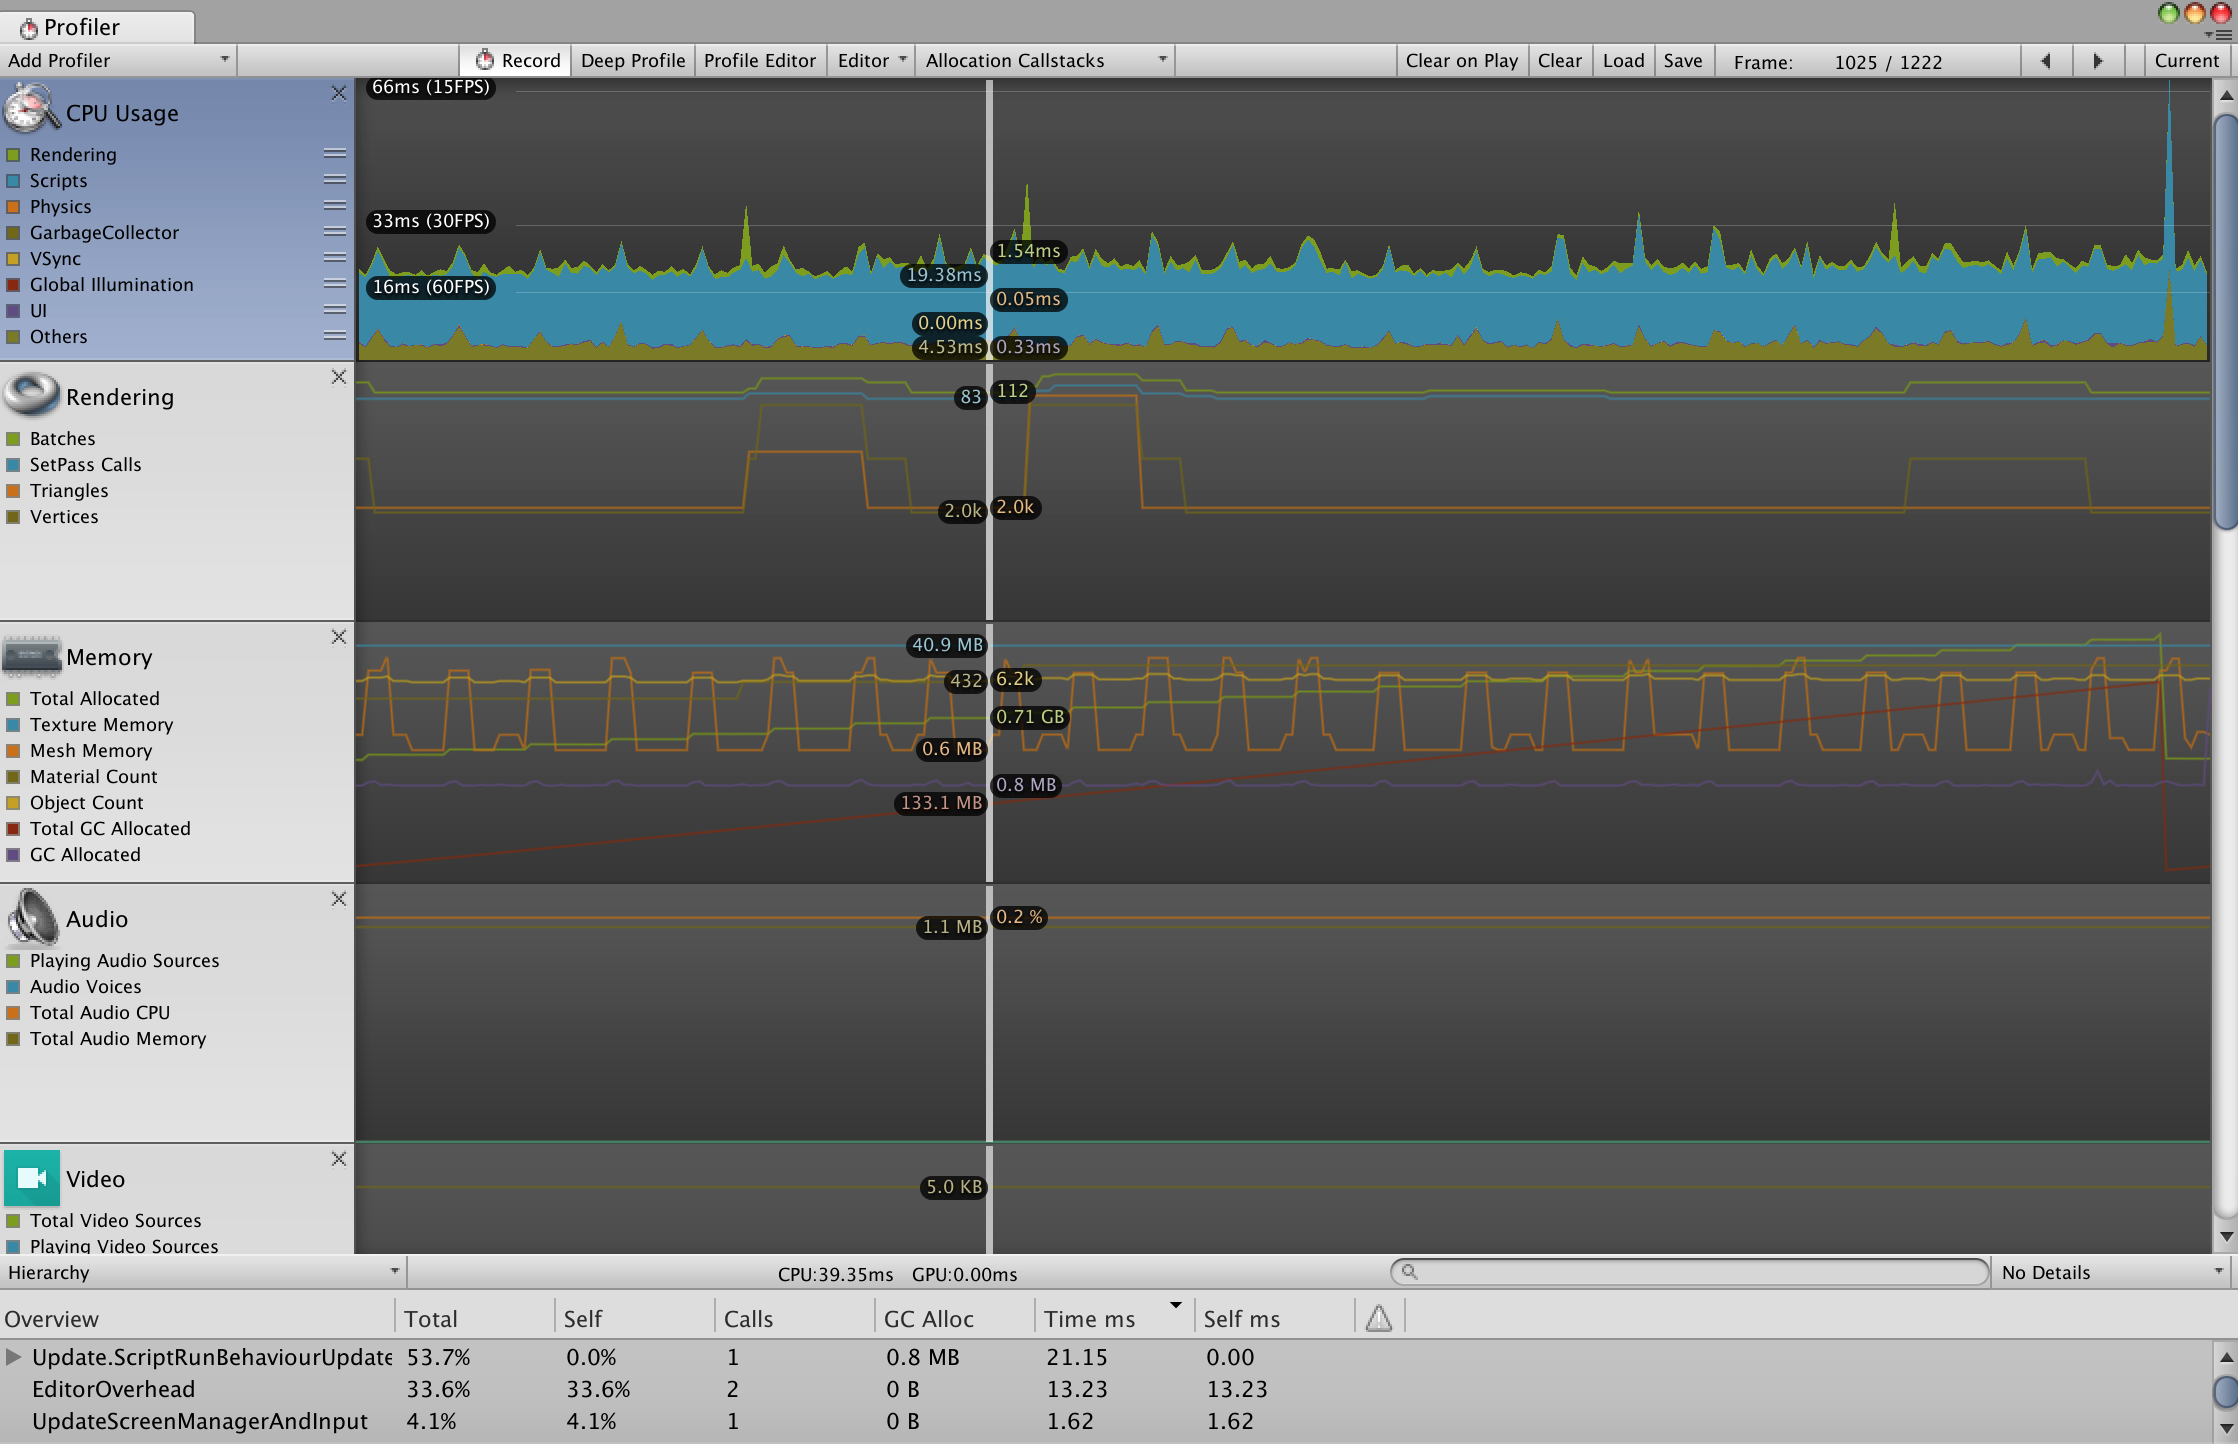 Profiler
Add Profiler Record Deep Profile Profile Editor Editor Allocation Callstacks Clear on Play Clear Load Save Frame: 1025 / 1222 Current
CPU Usage
Rendering
Scripts
Physics
GarbageCollector
VSync
Global Illumination
UI
Others
66ms (15FPS)
33ms (30FPS)
16ms (60FPS)
1.54ms
19.38ms
0.05ms
0.00ms
4.53ms 0.33ms
Rendering
Batches
SetPass Calls
Triangles
Vertices
83 112
2.0k 2.0k
Memory
Total Allocated
Texture Memory
Mesh Memory
Material Count
Object Count
Total GC Allocated
GC Allocated
40.9 MB
432 6.2k
0.71 GB
0.6 MB
0.8 MB
133.1 MB
Audio
Playing Audio Sources
Audio Voices
Total Audio CPU
Total Audio Memory
0.2 %
1.1 MB
Video
Total Video Sources
Playing Video Sources
5.0 KB
Hierarchy CPU:39.35ms GPU:0.00ms No Details
Overview Total Self Calls GC Alloc Time ms Self ms
Update.ScriptRunBehaviourUpdate 53.7% 0.0% 1 0.8 MB 21.15 0.00
EditorOverhead 33.6% 33.6% 2 0 B 13.23 13.23
UpdateScreenManagerAndInput 4.1% 4.1% 1 0 B 1.62 1.62